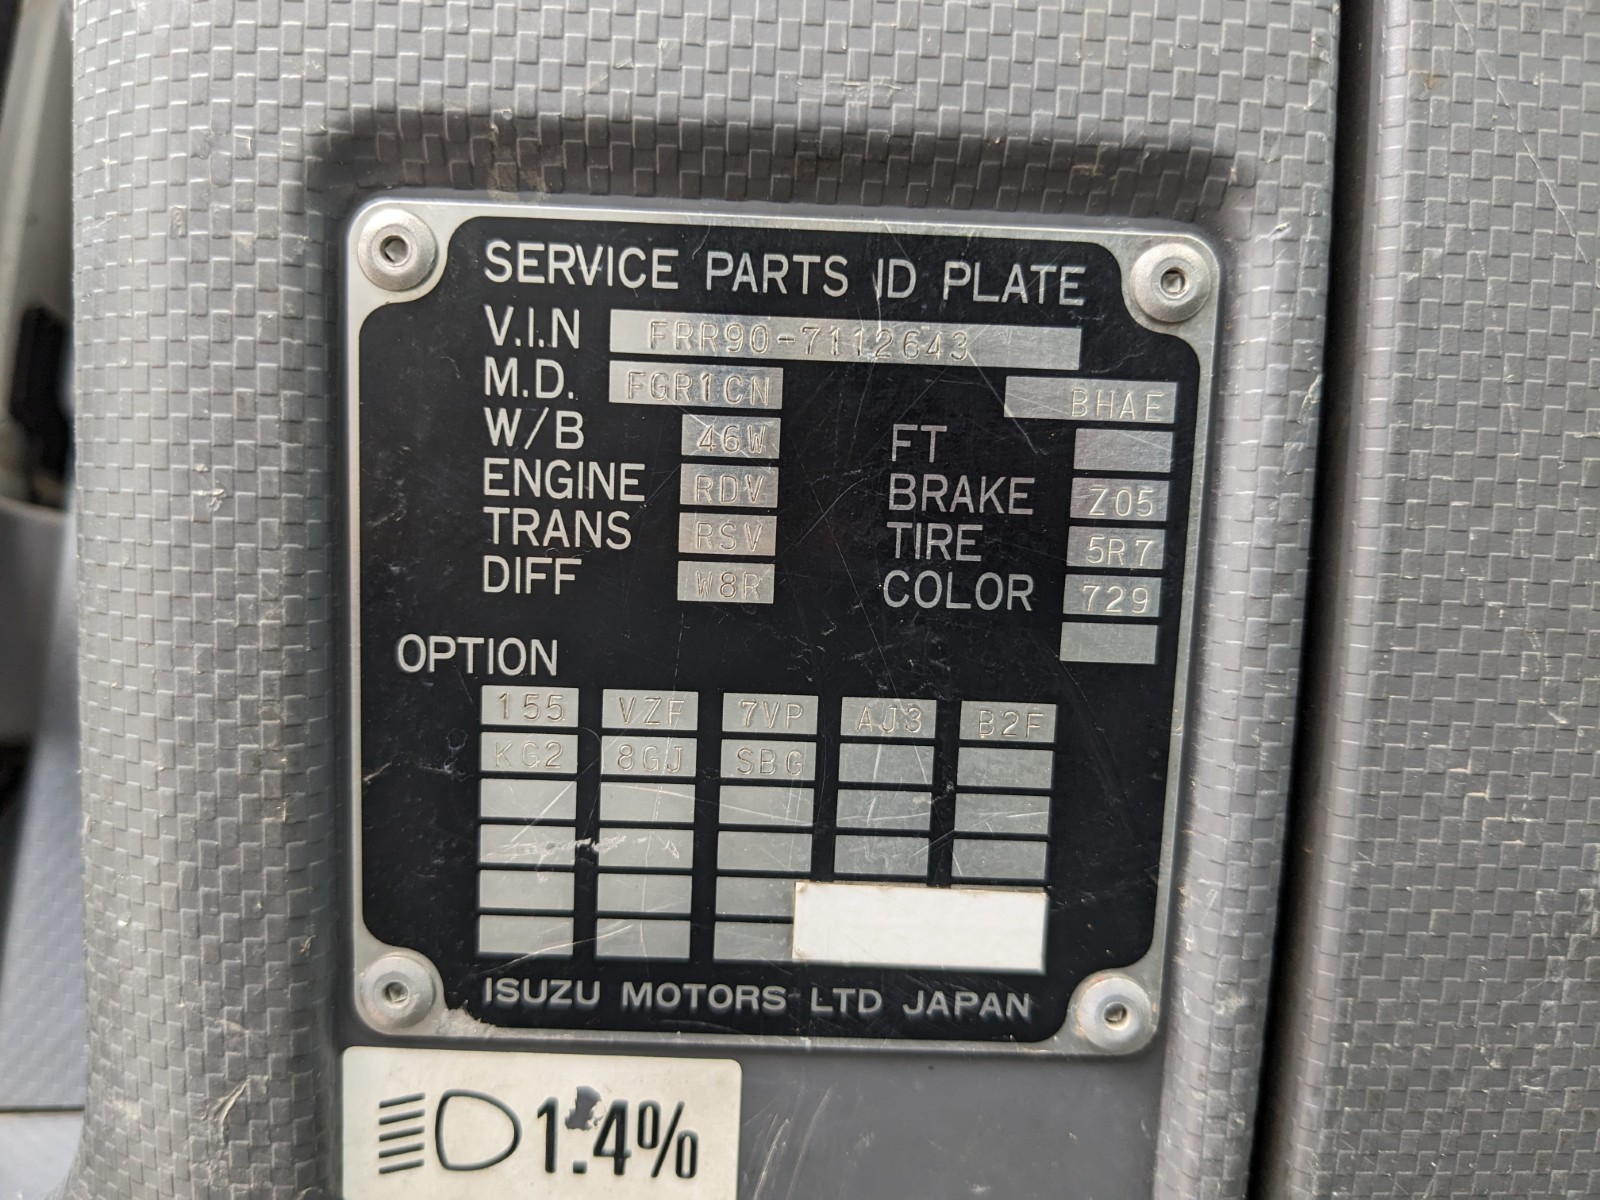 SERVICE PARTS ID PLATE
V.I.N FRR90-7112643
M.D. FGR1CN BHAE
W/B 46W FT
ENGINE RDV BRAKE Z05
TRANS RSV TIRE 5R7
DIFF W8R COLOR 729
OPTION
155 VZF 7VP AJ3 B2F
KG2 8GJ SBG
ISUZU MOTORS LTD JAPAN
1.4%